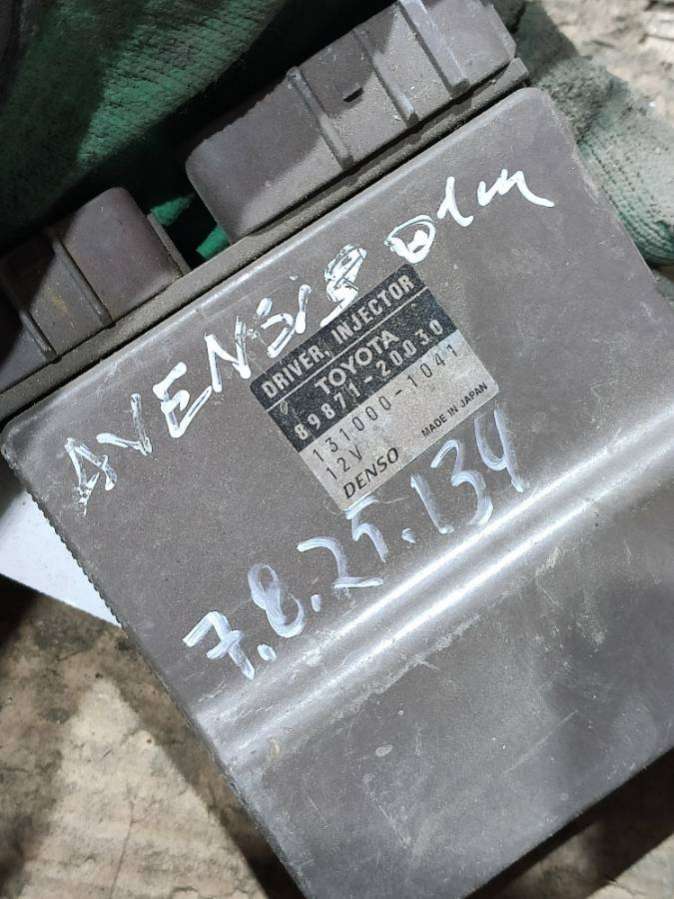 AVENSIS D1m
DRIVER, INJECTOR
TOYOTA
89871-20030
131000-1041
12V
DENSO MADE IN JAPAN
7.8.25.134